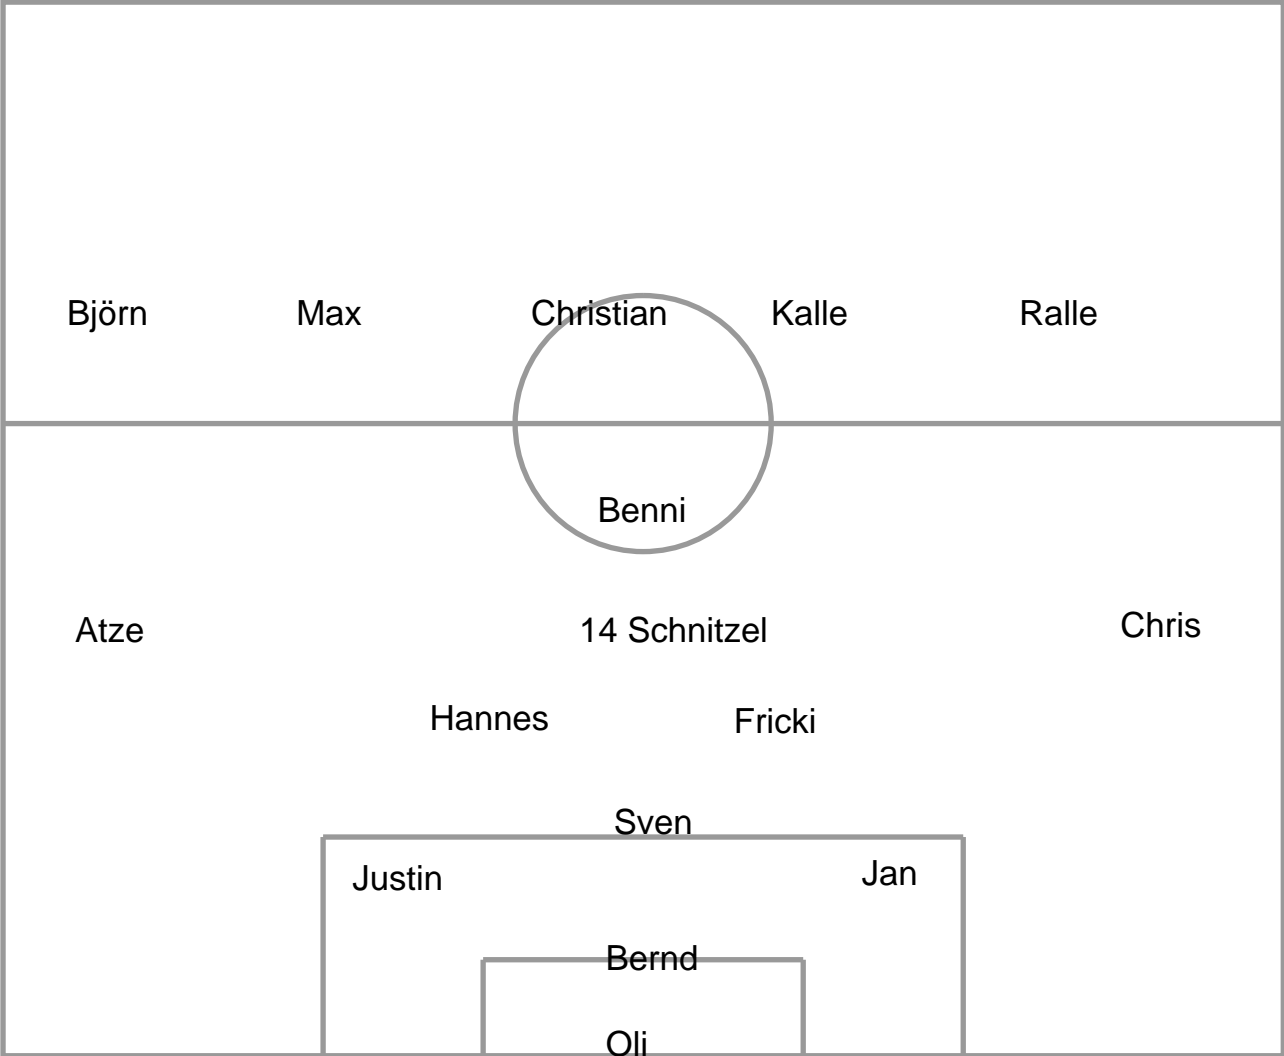 Björn Max Christian Kalle Ralle
Benni
Atze 14 Schnitzel Chris
Hannes Fricki
Sven
Justin Jan
Bernd
Oli